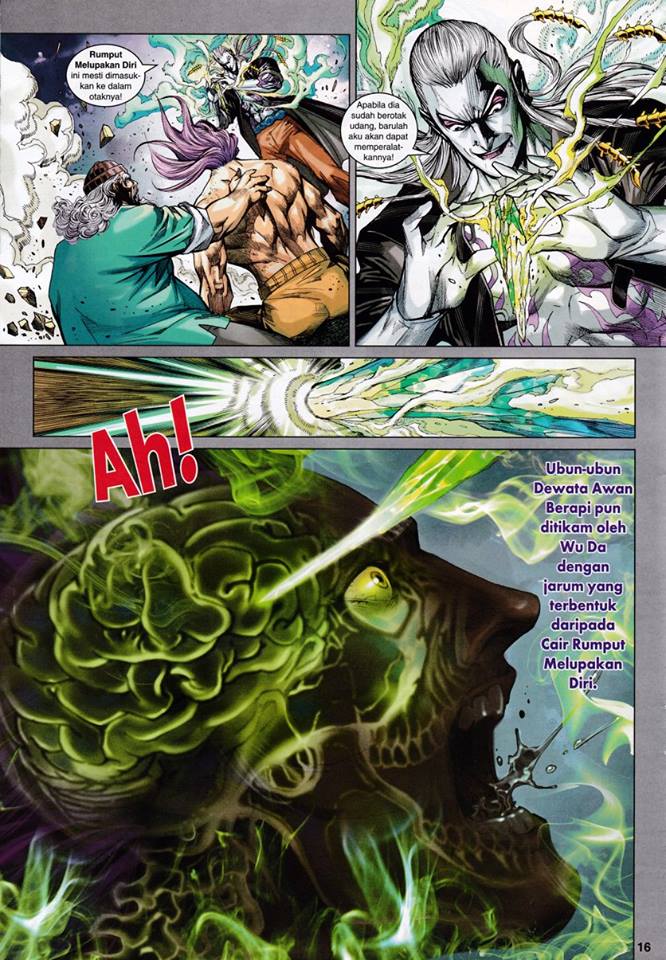 Rumput
Melupakan Diri
ini mesti dimasuk-
kan ke dalam
otaknya!
Apabila dia
sudah berotak
udang, barulah
aku akan dapat
memperalat-
kannya!
Ah!
Ubun-ubun
Dewata Awan
Berapi pun
ditikam oleh
Wu Da
dengan
jarum yang
terbentuk
daripada
Cair Rumput
Melupakan
Diri.
16